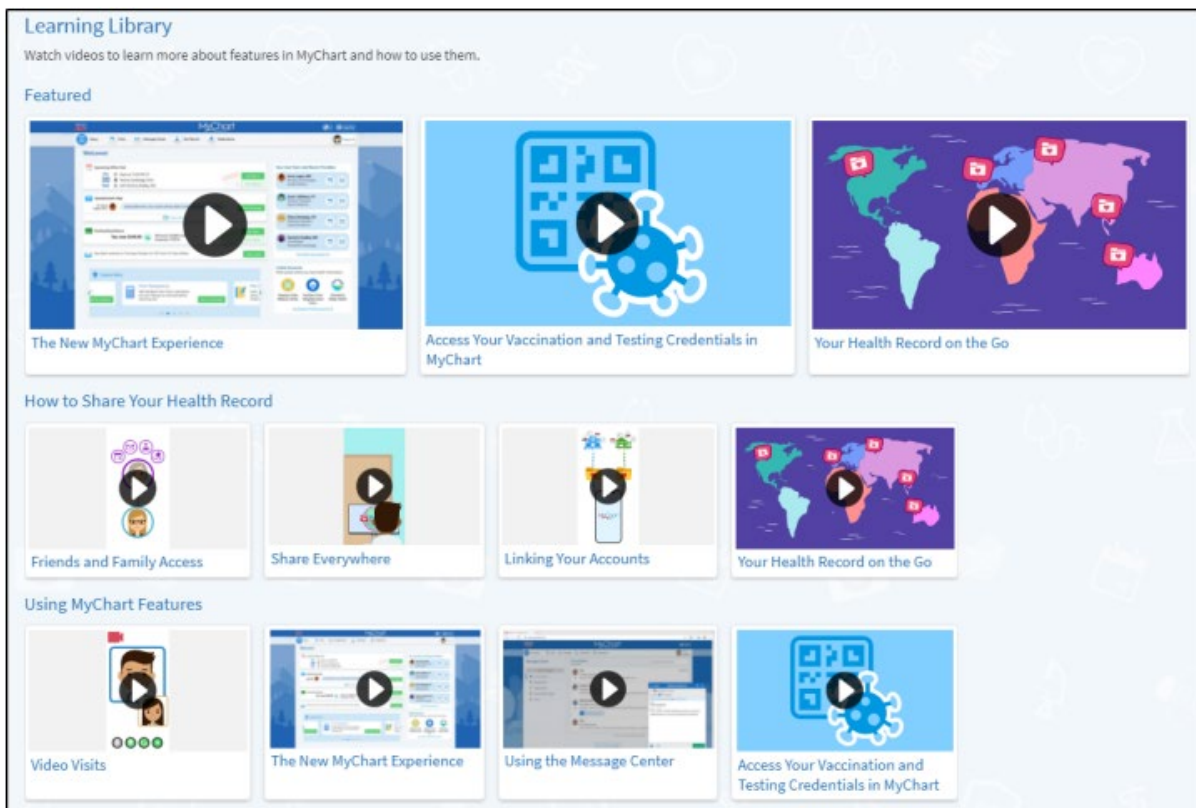 Learning Library
Watch videos to learn more about features in MyChart and how to use them.
Featured
MyChart
Welcome!
The New MyChart Experience
Access Your Vaccination and Testing Credentials in
MyChart
Your Health Record on the Go
How to Share Your Health Record
Friends and Family Access
Share Everywhere
Linking Your Accounts
Your Health Record on the Go
Using MyChart Features
Video Visits
The New MyChart Experience
Using the Message Center
Access Your Vaccination and
Testing Credentials in MyChart